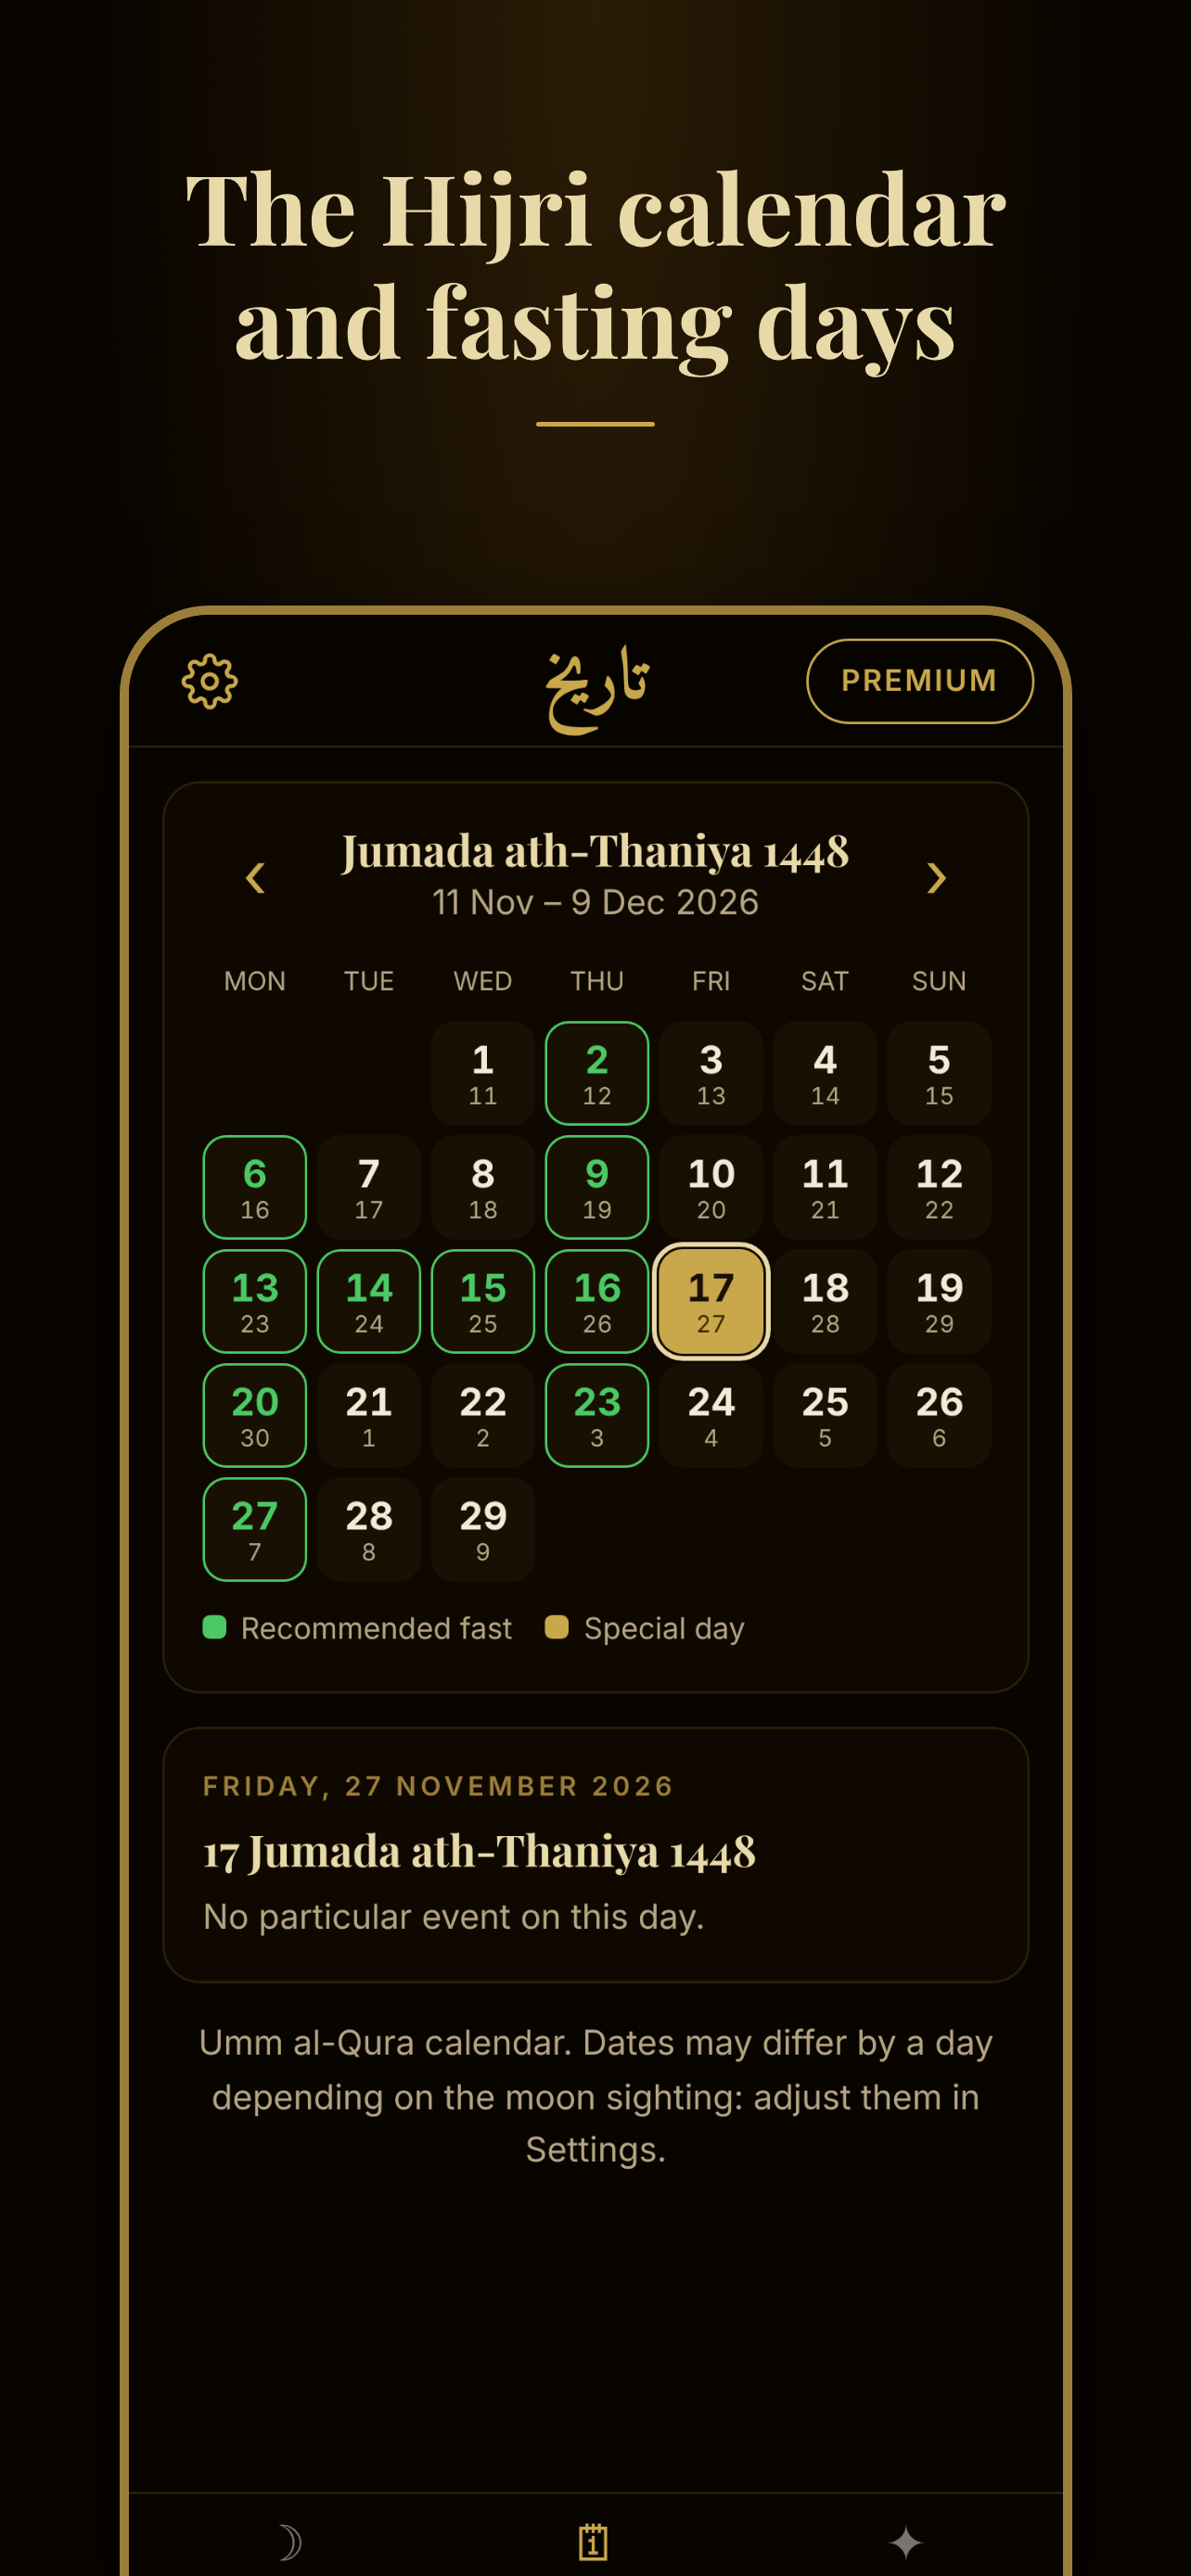 The Hijri calendar
and fasting days
تاريخ
PREMIUM
Jumada ath-Thaniya 1448
11 Nov – 9 Dec 2026
MON TUE WED THU FRI SAT SUN
1 2 3 4 5
11 12 13 14 15
6 7 8 9 10 11 12
16 17 18 19 20 21 22
13 14 15 16 17 18 19
23 24 25 26 27 28 29
20 21 22 23 24 25 26
30 1 2 3 4 5 6
27 28 29
7 8 9
Recommended fast Special day
FRIDAY, 27 NOVEMBER 2026
17 Jumada ath-Thaniya 1448
No particular event on this day.
Umm al-Qura calendar. Dates may differ by a day
depending on the moon sighting: adjust them in
Settings.
1